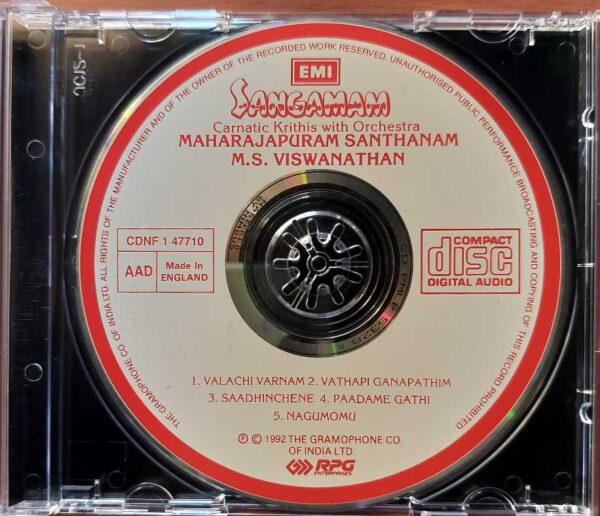 THE GRAMOPHONE CO. OF INDIA LTD. ALL RIGHTS OF THE MANUFACTURER AND OF THE OWNER OF THE RECORDED WORK RESERVED. UNAUTHORISED PUBLIC PERFORMANCE BROADCASTING AND COPYING OF THIS RECORD PROHIBITED
EMI
SANGAMAM
Carnatic Krithis with Orchestra
MAHARAJAPURAM SANTHANAM
M.S. VISWANATHAN
CDNF 1 47710
AAD
Made In
ENGLAND
COMPACT
disc
DIGITAL AUDIO
1. VALACHI VARNAM 2. VATHAPI GANAPATHIM
3. SAADHINCHENE 4. PAADAME GATHI
5. NAGUMOMU
Ⓟ © 1992 THE GRAMOPHONE CO.
OF INDIA LTD.
RPG
ENTERPRISES